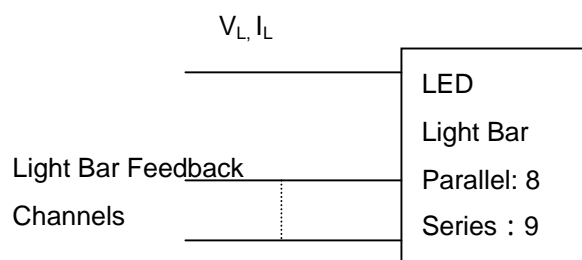 VL, IL
LED
Light Bar
Parallel: 8
Series：9
Light Bar Feedback
Channels